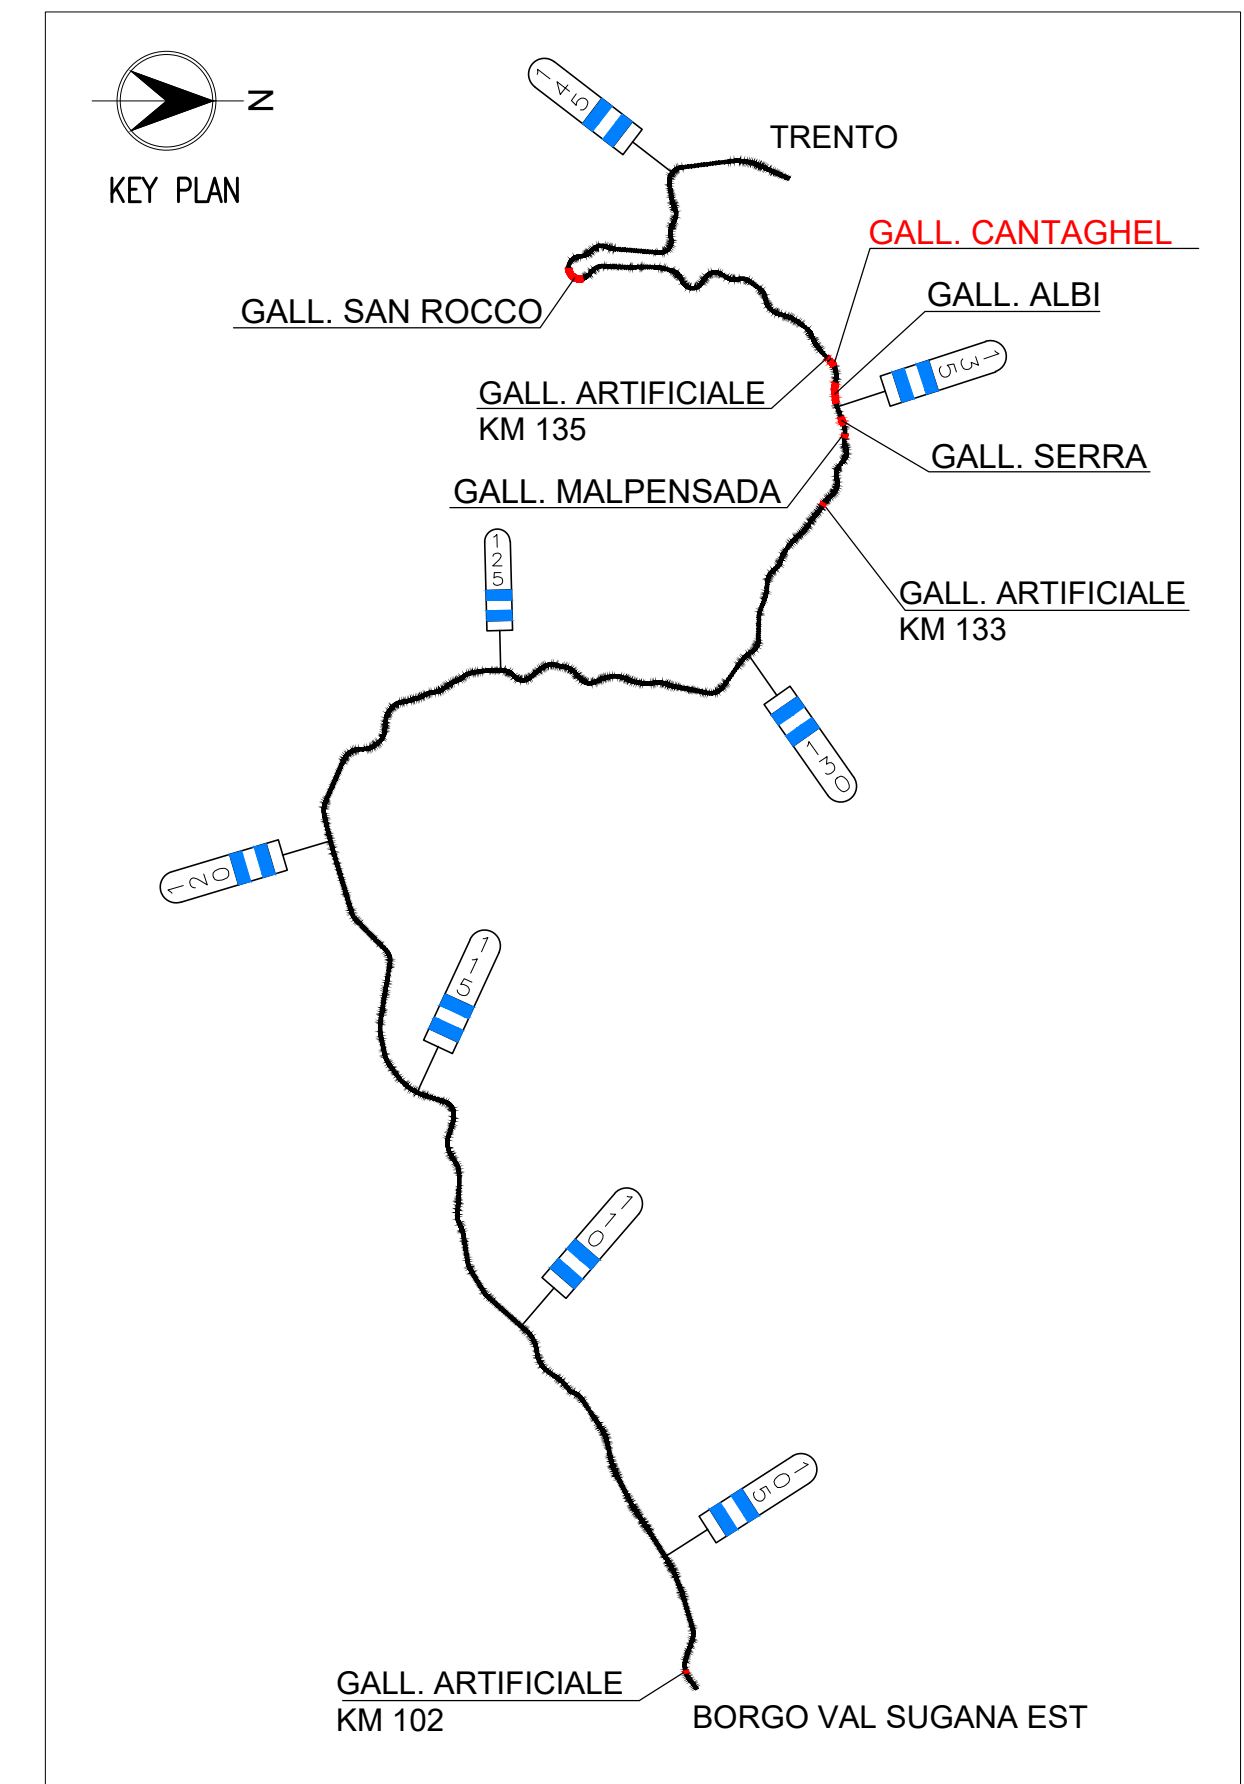 145
TRENTO
N
KEY PLAN
GALL. CANTAGHEL
GALL. ALBI
GALL. SAN ROCCO
135
GALL. ARTIFICIALE
KM 135
GALL. SERRA
GALL. MALPENSADA
125
GALL. ARTIFICIALE
KM 133
130
120
115
110
105
GALL. ARTIFICIALE
KM 102
BORGO VAL SUGANA EST